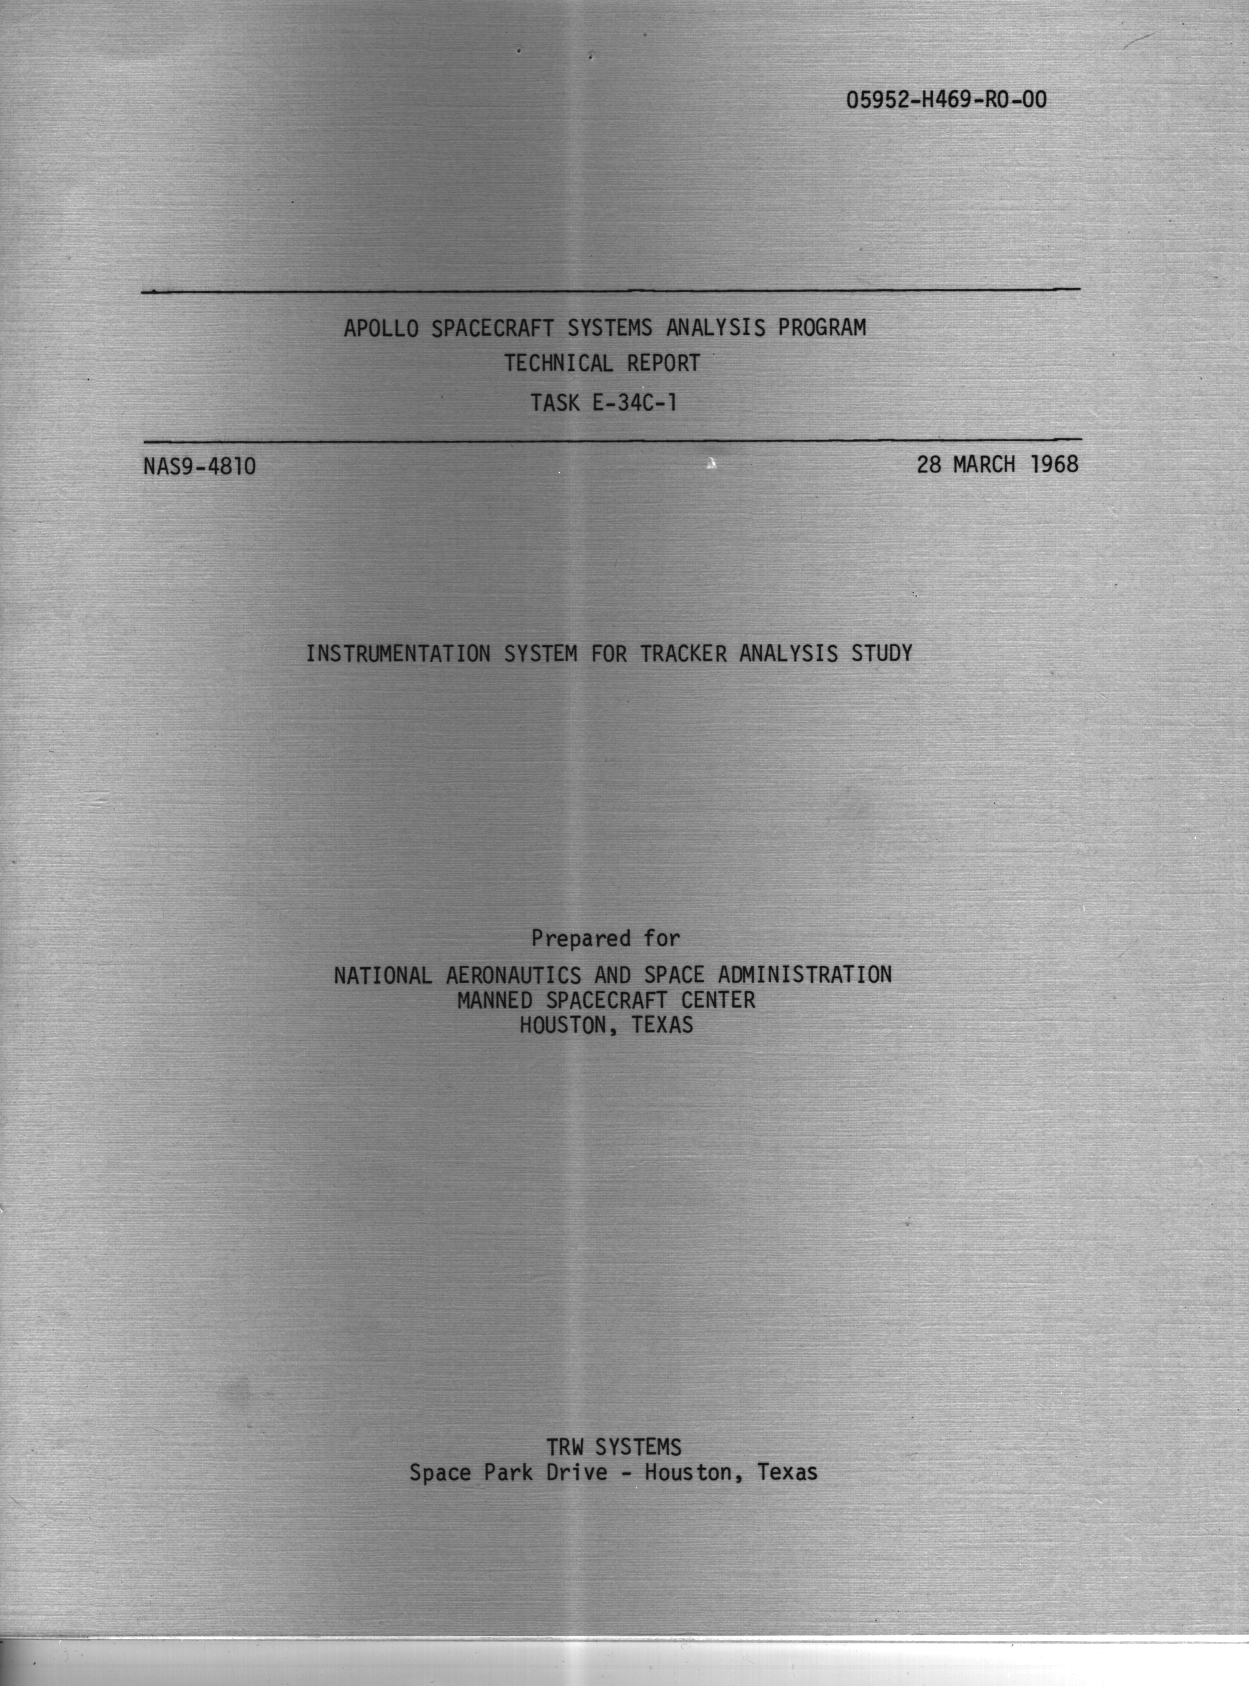 05952-H469-R0-00
APOLLO SPACECRAFT SYSTEMS ANALYSIS PROGRAM
TECHNICAL REPORT
TASK E-34C-1
NAS9-4810 28 MARCH 1968
INSTRUMENTATION SYSTEM FOR TRACKER ANALYSIS STUDY
Prepared for
NATIONAL AERONAUTICS AND SPACE ADMINISTRATION
MANNED SPACECRAFT CENTER
HOUSTON, TEXAS
TRW SYSTEMS
Space Park Drive - Houston, Texas